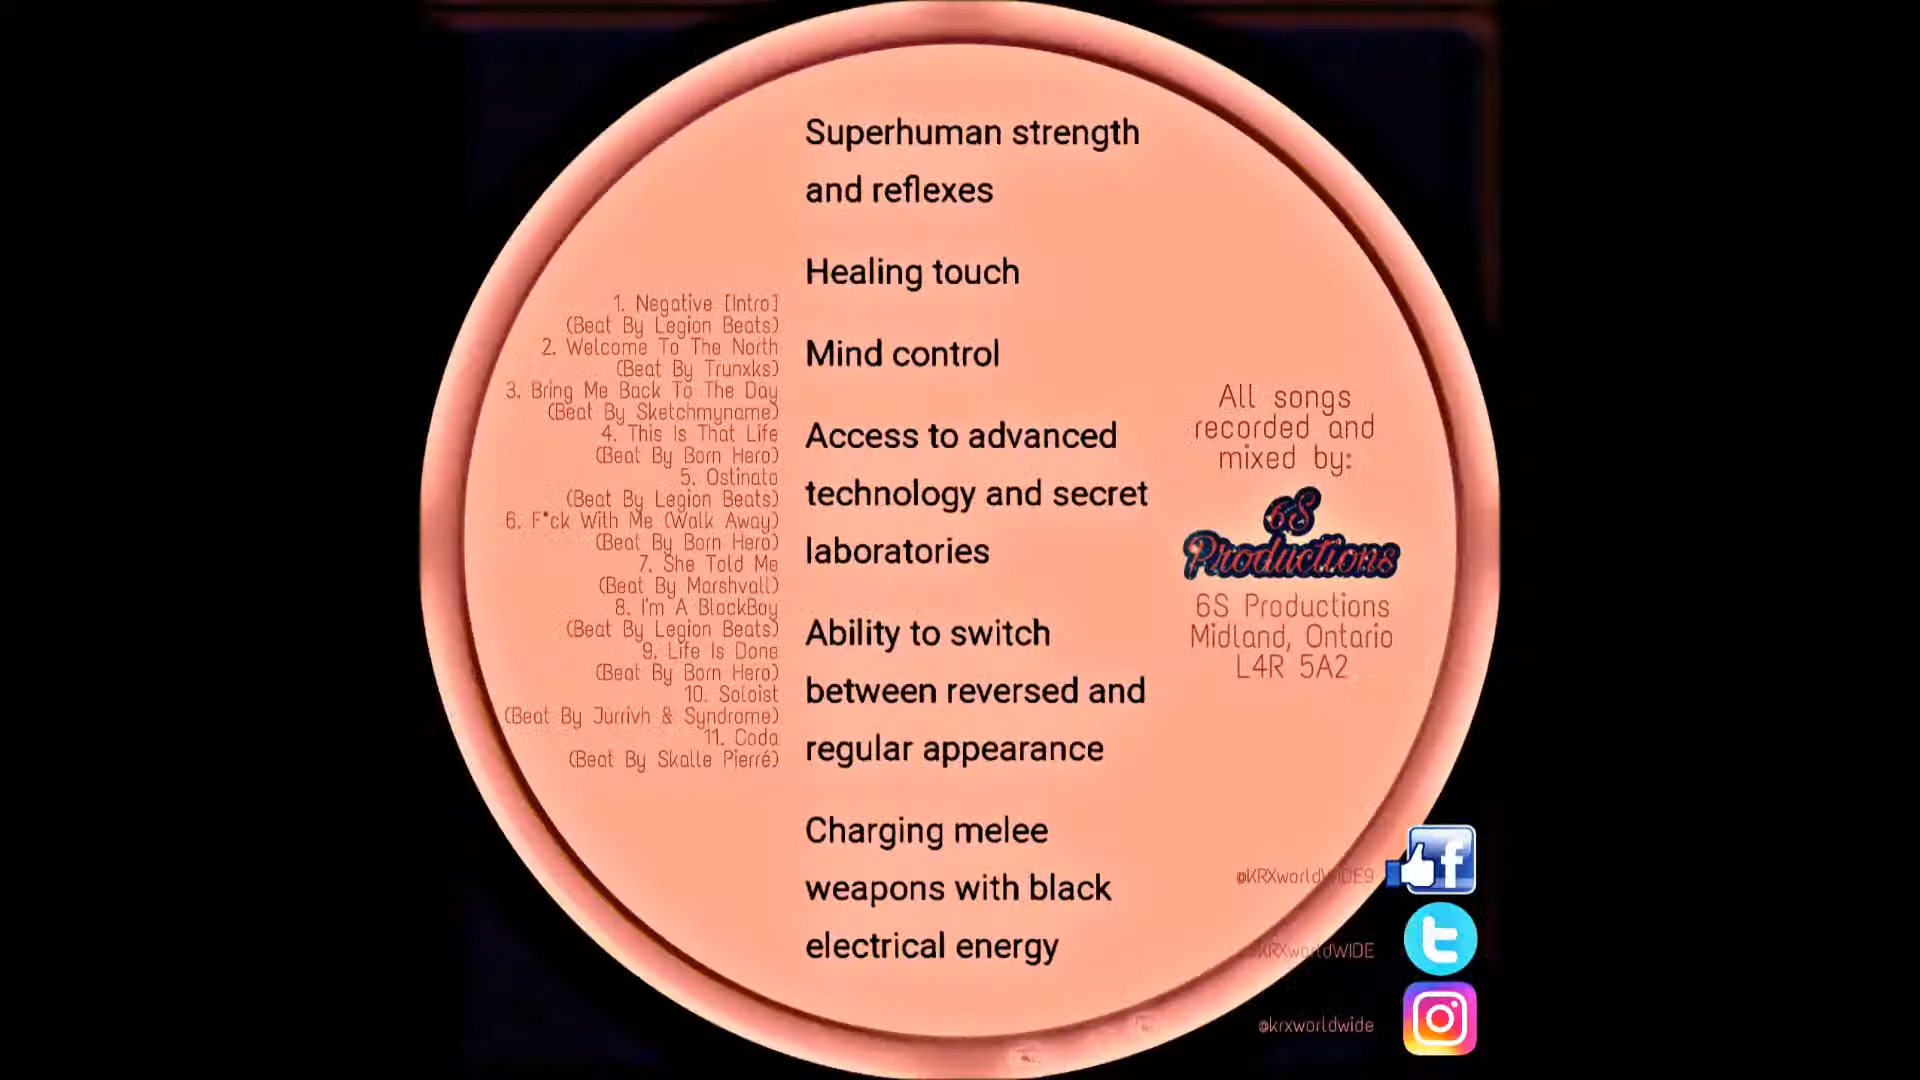 Superhuman strength
and reflexes
Healing touch
Mind control
Access to advanced
technology and secret
laboratories
Ability to switch
between reversed and
regular appearance
Charging melee
weapons with black
electrical energy
1. Negative [Intro]
(Beat By Legion Beats)
2. Welcome To The North
(Beat By Trunxks)
3. Bring Me Back To The Day
(Beat By Sketchmyname)
4. This Is That Life
(Beat By Born Hero)
5. Ostinato
(Beat By Legion Beats)
6. F*ck With Me (Walk Away)
(Beat By Born Hero)
7. She Told Me
(Beat By Marshvall)
8. I'm A BlackBoy
(Beat By Legion Beats)
9. Life Is Done
(Beat By Born Hero)
10. Soloist
(Beat By Jurrivh & Syndrome)
11. Coda
(Beat By Skalle Pierré)
All songs
recorded and
mixed by:
6S
Productions
6S Productions
Midland, Ontario
L4R 5A2
@KRXworldWIDE9
@KRXworldWIDE
@krxworldwide